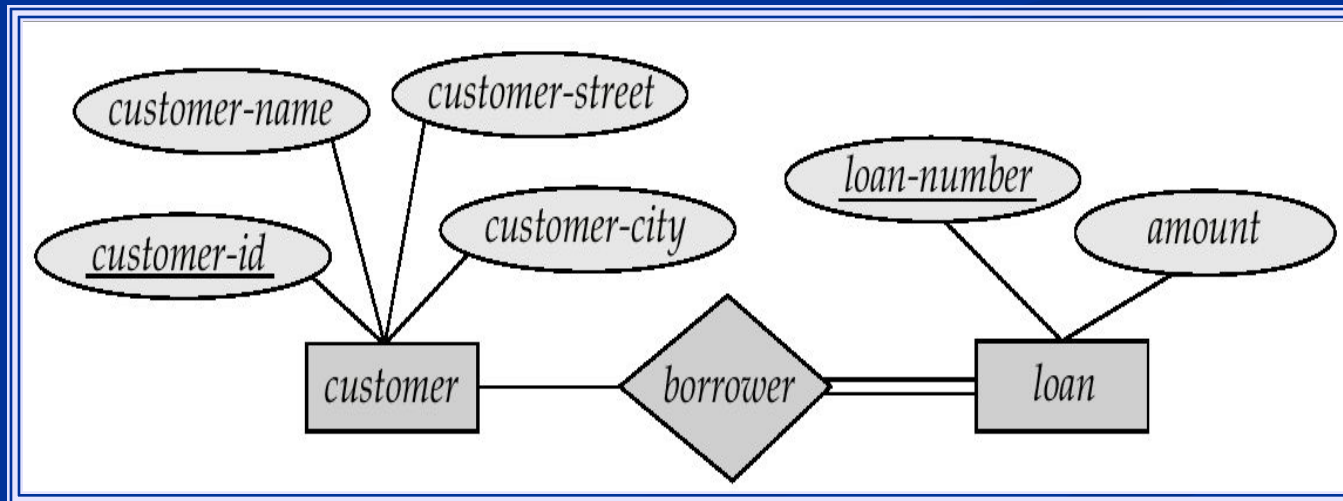 customer-name
customer-street
customer-id
customer-city
loan-number
amount
customer
borrower
loan